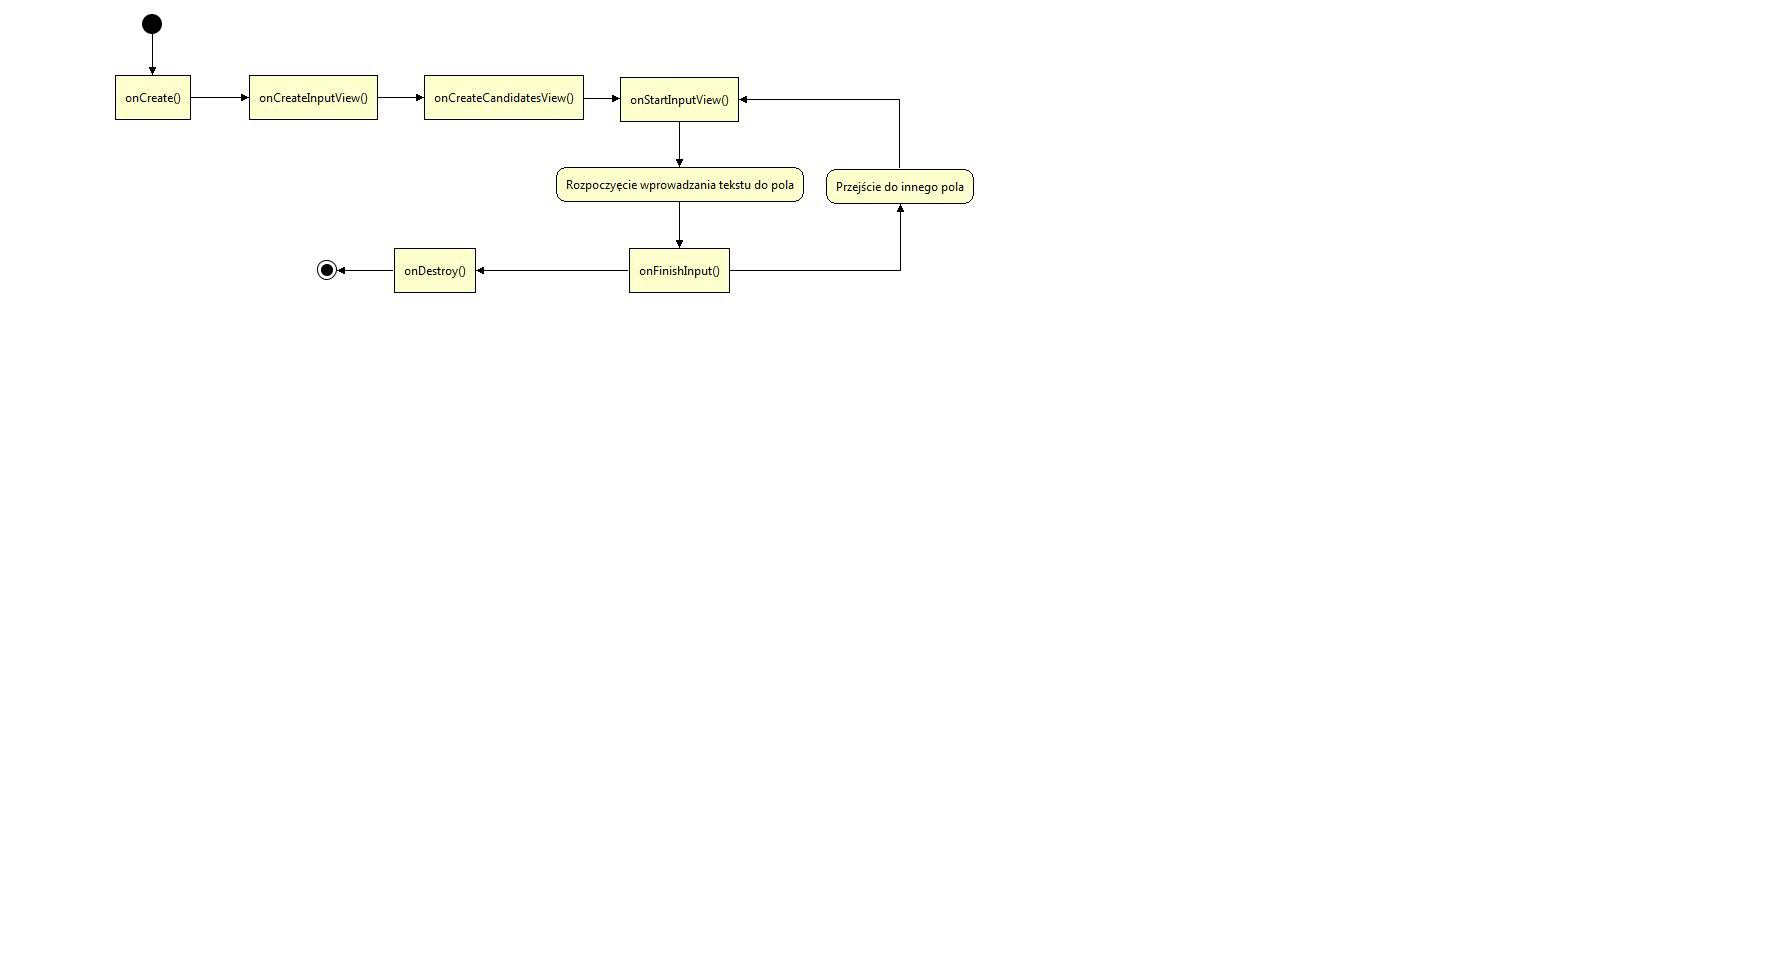 onCreate()
onCreateInputView()
onCreateCandidatesView()
onStartInputView()
Rozpoczyęcie wprowadzania tekstu do pola
Przejście do innego pola
onDestroy()
onFinishInput()